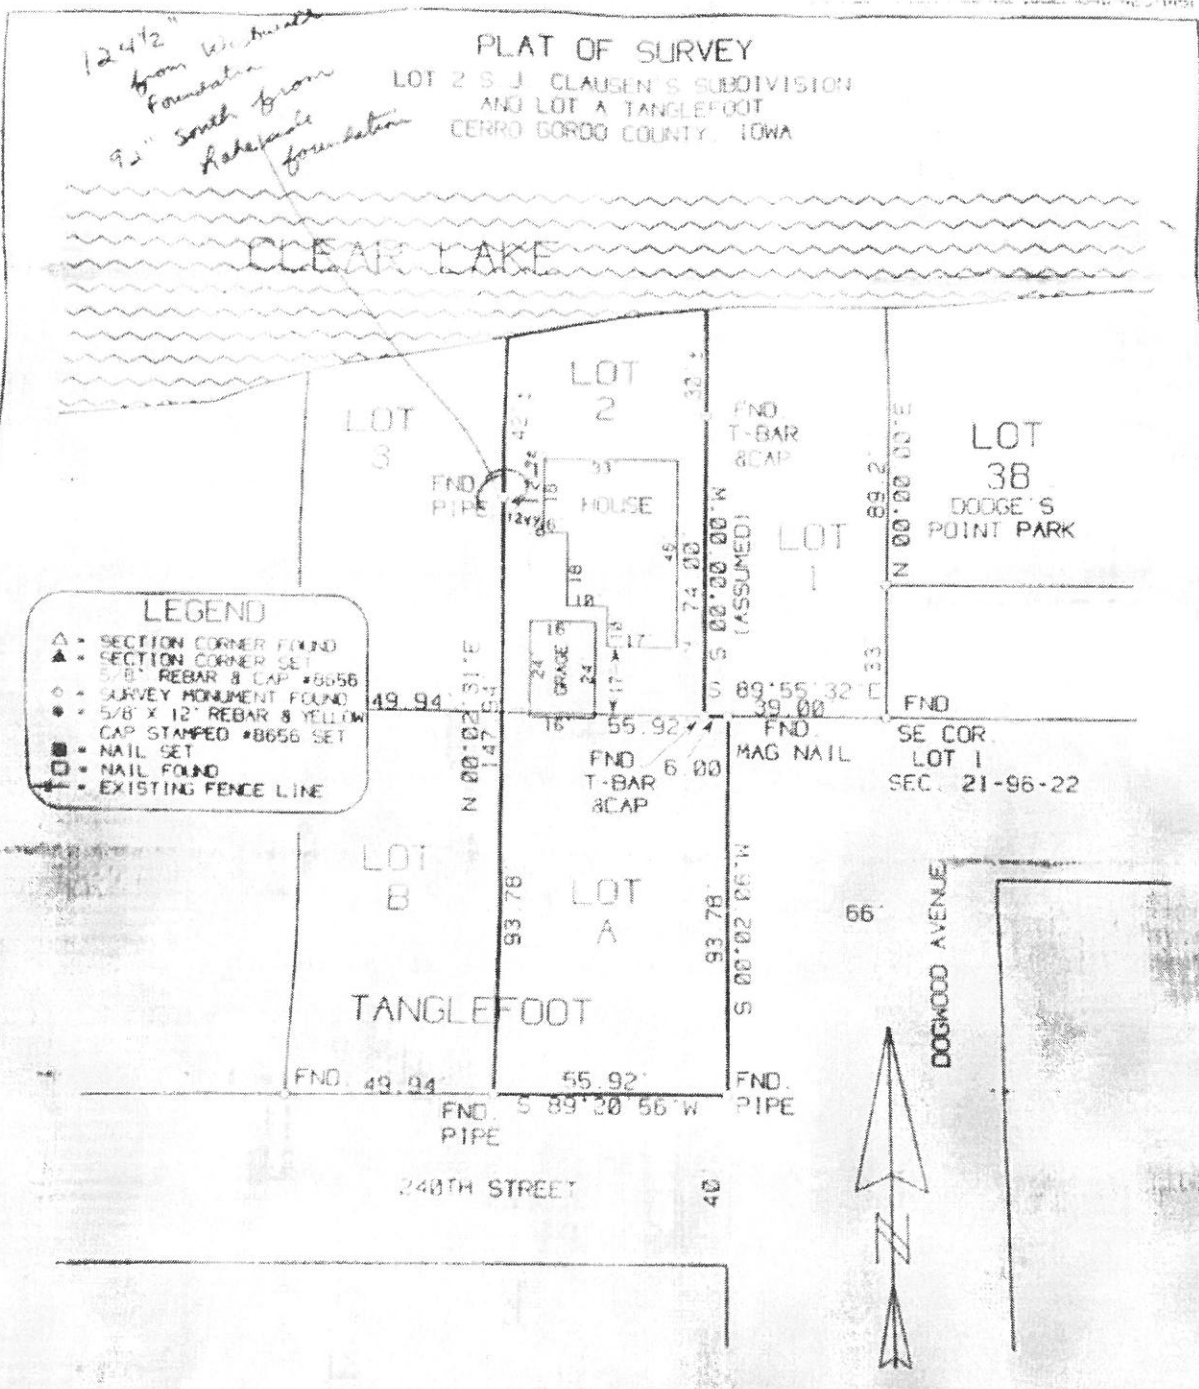 124½"
from
Foundation
92" South from
foundation
PLAT OF SURVEY
LOT 2 S J CLAUSEN'S SUBDIVISION
AND LOT A TANGLEFOOT
CERRO GORDO COUNTY, IOWA
CLEAR LAKE
LOT
2
LOT
3
42'±
30'±
FND.
T-BAR
&CAP
FND.
PIPE
HOUSE
33'
16
18
10
45
17'
74.00'
S 00°00'00"W
(ASSUMED)
LOT
1
89.2'
N 00°00'00"E
LOT
38
DODGE'S
POINT PARK
33'
LEGEND
△ = SECTION CORNER FOUND
▲ = SECTION CORNER SET
5/8" REBAR & CAP #8656
○ = SURVEY MONUMENT FOUND
● = 5/8" X 12" REBAR & YELLOW
CAP STAMPED #8656 SET
■ = NAIL SET
□ = NAIL FOUND
= EXISTING FENCE LINE
49.94'
N 00°02'31"E
147.54
16'
24'
GRAGE
24'
16'
17'
55.92'
S 89°55'32"E
39.00
FND.
T-BAR
&CAP
6.00
FND.
MAG NAIL
FND
SE COR.
LOT 1
SEC. 21-96-22
LOT
B
LOT
A
93.78'
93.78'
S 00°02'06"W
66'
DOGWOOD AVENUE
TANGLEFOOT
FND.
49.94'
55.92'
S 89°20'56"W
FND.
PIPE
FND.
PIPE
240TH STREET
40'
N